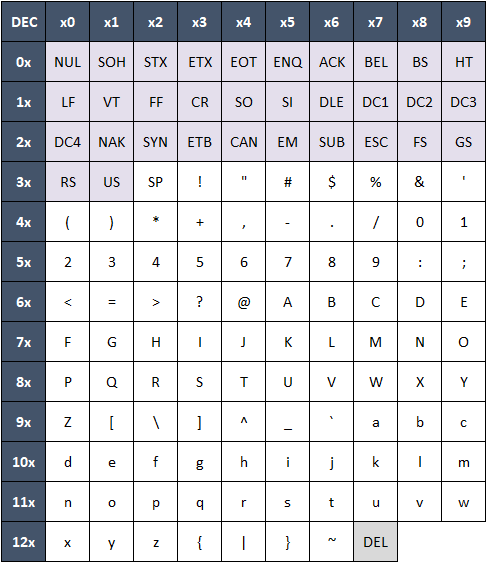 DEC x0 x1 x2 x3 x4 x5 x6 x7 x8 x9
0x NUL SOH STX ETX EOT ENQ ACK BEL BS HT
1x LF VT FF CR SO SI DLE DC1 DC2 DC3
2x DC4 NAK SYN ETB CAN EM SUB ESC FS GS
3x RS US SP ! " # $ % & '
4x ( ) * + , - . / 0 1
5x 2 3 4 5 6 7 8 9 : ;
6x < = > ? @ A B C D E
7x F G H I J K L M N O
8x P Q R S T U V W X Y
9x Z [ \ ] ^ _ ` a b c
10x d e f g h i j k l m
11x n o p q r s t u v w
12x x y z { | } ~ DEL